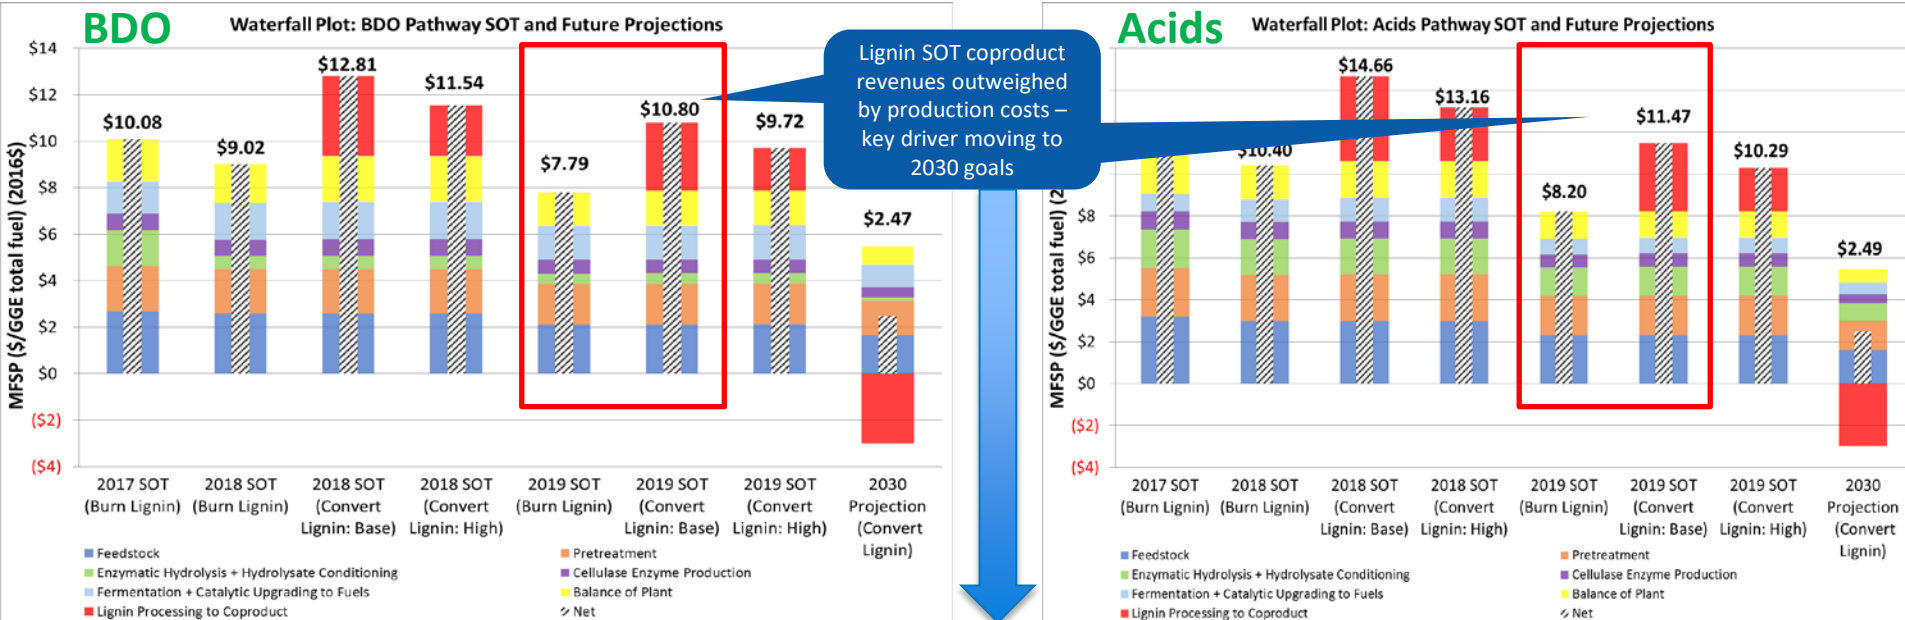 BDO
Waterfall Plot: BDO Pathway SOT and Future Projections
MFSP ($/GGE total fuel) (2016$)
$14
$12
$10
$8
$6
$4
$2
$0
($2)
($4)
$10.08
$9.02
$12.81
$11.54
$7.79
$10.80
$9.72
$2.47
2017 SOT
(Burn Lignin)
2018 SOT
(Burn Lignin)
2018 SOT
(Convert
Lignin: Base)
2018 SOT
(Convert
Lignin: High)
2019 SOT
(Burn Lignin)
2019 SOT
(Convert
Lignin: Base)
2019 SOT
(Convert
Lignin: High)
2030
Projection
(Convert
Lignin)
Feedstock
Pretreatment
Enzymatic Hydrolysis + Hydrolysate Conditioning
Cellulase Enzyme Production
Fermentation + Catalytic Upgrading to Fuels
Balance of Plant
Lignin Processing to Coproduct
Net
Lignin SOT coproduct
revenues outweighed
by production costs –
key driver moving to
2030 goals
Acids
Waterfall Plot: Acids Pathway SOT and Future Projections
MFSP ($/GGE total fuel) (2
$8
$6
$4
$2
$0
($2)
($4)
$10.40
$14.66
$13.16
$8.20
$11.47
$10.29
$2.49
2017 SOT
(Burn Lignin)
2018 SOT
(Burn Lignin)
2018 SOT
(Convert
Lignin: Base)
2018 SOT
(Convert
Lignin: High)
2019 SOT
(Burn Lignin)
2019 SOT
(Convert
Lignin: Base)
2019 SOT
(Convert
Lignin: High)
2030
Projection
(Convert
Lignin)
Feedstock
Pretreatment
Enzymatic Hydrolysis + Hydrolysate Conditioning
Cellulase Enzyme Production
Fermentation + Catalytic Upgrading to Fuels
Balance of Plant
Lignin Processing to Coproduct
Net